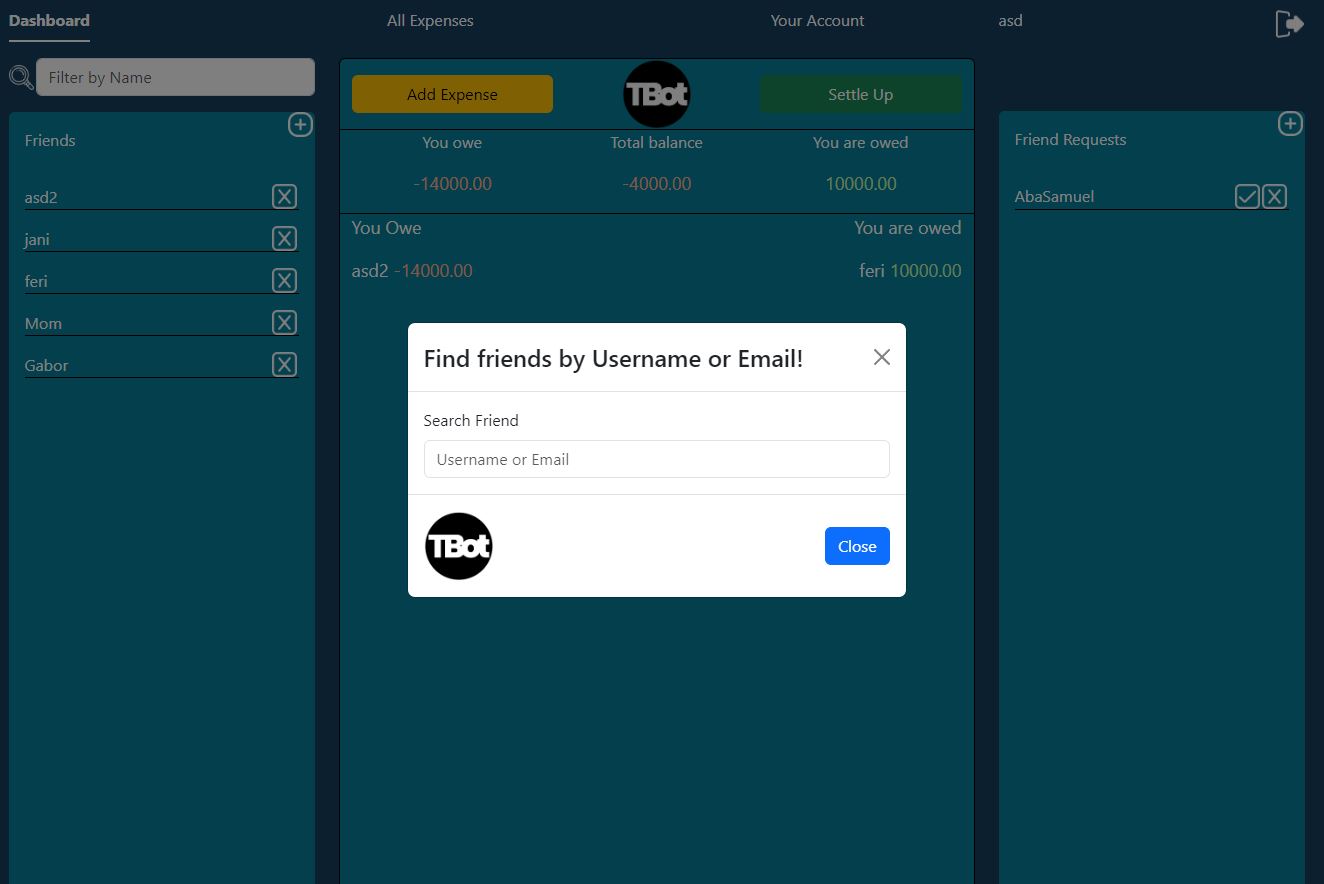 Dashboard All Expenses Your Account asd
Filter by Name
Friends
asd2
jani
feri
Mom
Gabor
Add Expense TBot Settle Up
You owe Total balance You are owed
-14000.00 -4000.00 10000.00
You Owe You are owed
asd2 -14000.00 feri 10000.00
Friend Requests
AbaSamuel
Find friends by Username or Email!
Search Friend
Username or Email
TBot Close